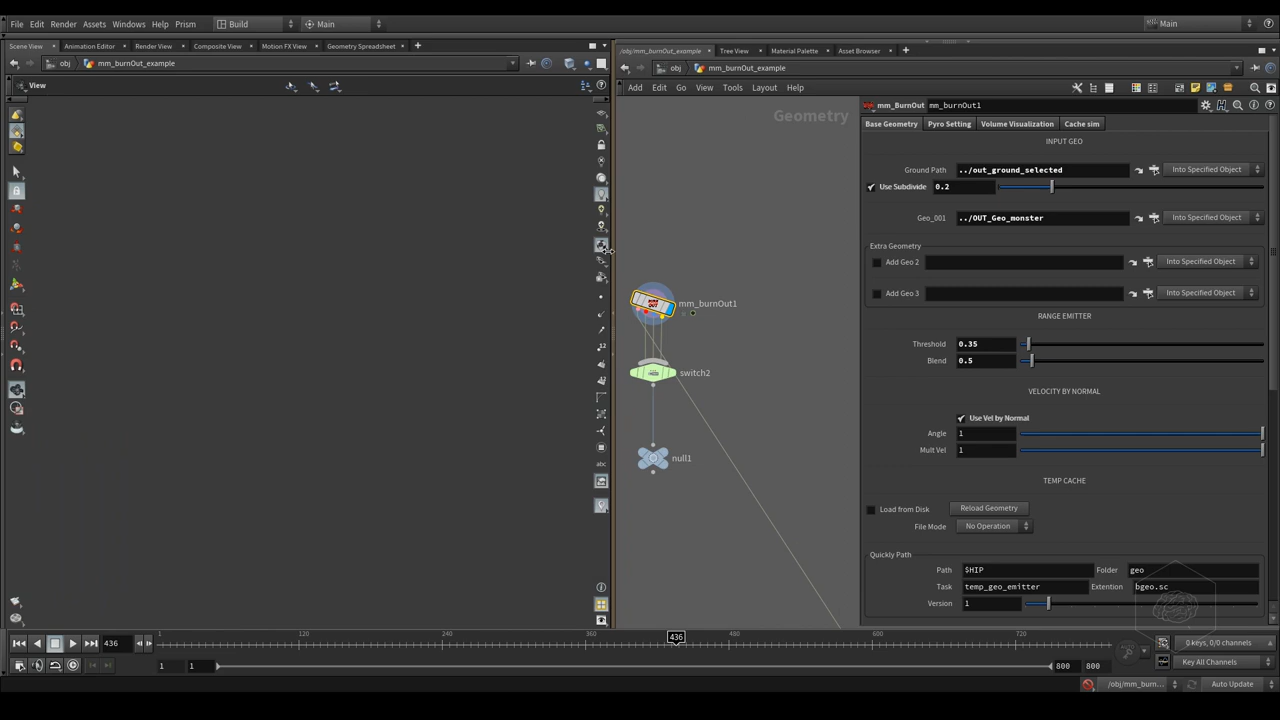 File Edit Render Assets Windows Help Prism Build Main Main
Scene View Animation Editor Render View Composite View Motion FX View Geometry Spreadsheet
/obj/mm_burnOut_example Tree View Material Palette Asset Browser
obj mm_burnOut_example
obj mm_burnOut_example
View
Add Edit Go View Tools Layout Help
Geometry
mm_BurnOut mm_burnOut1
Base Geometry Pyro Setting Volume Visualization Cache sim
INPUT GEO
Ground Path ../out_ground_selected Into Specified Object
Use Subdivide 0.2
Geo_001 ../OUT_Geo_monster Into Specified Object
Extra Geometry
Add Geo 2 Into Specified Object
Add Geo 3 Into Specified Object
RANGE EMITTER
Threshold 0.35
Blend 0.5
VELOCITY BY NORMAL
Use Vel by Normal
Angle 1
Mult Vel 1
TEMP CACHE
Load from Disk Reload Geometry
File Mode No Operation
Quickly Path
Path $HIP Folder geo
Task temp_geo_emitter Extention bgeo.sc
Version 1
mm_burnOut1
switch2
null1
abc
436
1 120 240 360 436 480 600 720
0 keys, 0/0 channels
1 1 800 800
Key All Channels
/obj/mm_burn... Auto Update